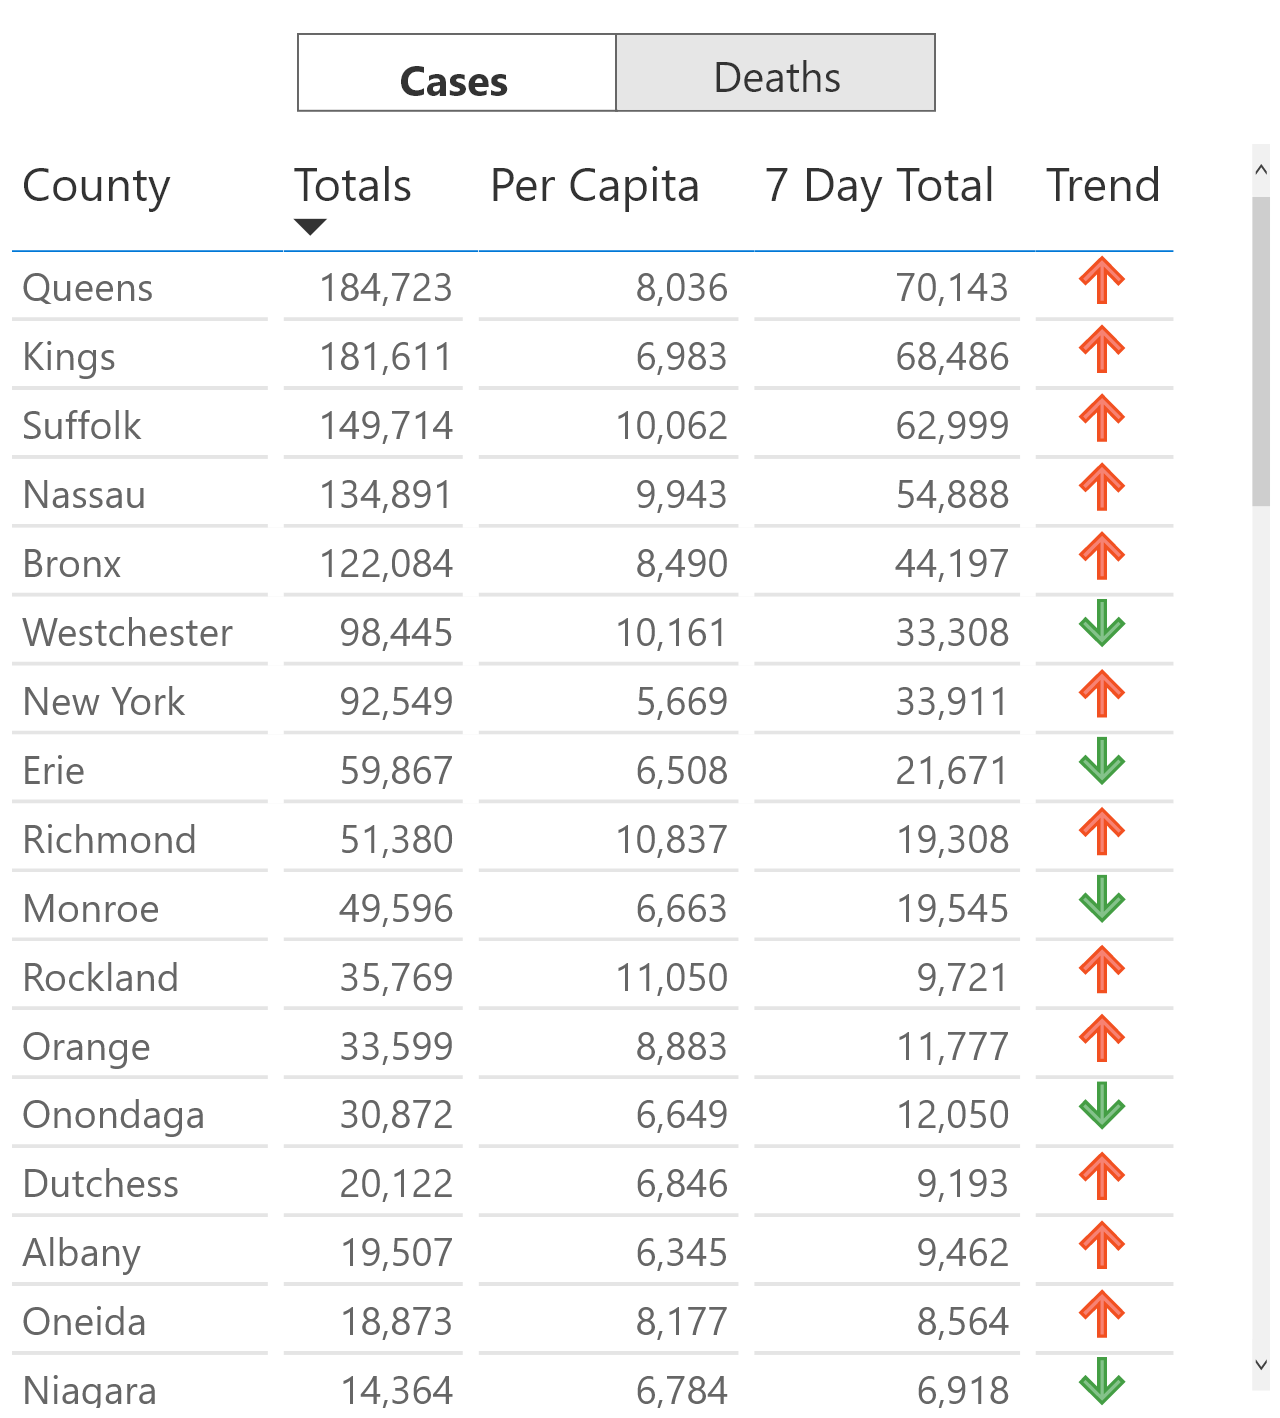 Cases Deaths
County Totals Per Capita 7 Day Total Trend
Queens 184,723 8,036 70,143
Kings 181,611 6,983 68,486
Suffolk 149,714 10,062 62,999
Nassau 134,891 9,943 54,888
Bronx 122,084 8,490 44,197
Westchester 98,445 10,161 33,308
New York 92,549 5,669 33,911
Erie 59,867 6,508 21,671
Richmond 51,380 10,837 19,308
Monroe 49,596 6,663 19,545
Rockland 35,769 11,050 9,721
Orange 33,599 8,883 11,777
Onondaga 30,872 6,649 12,050
Dutchess 20,122 6,846 9,193
Albany 19,507 6,345 9,462
Oneida 18,873 8,177 8,564
Niagara 14,364 6,784 6,918